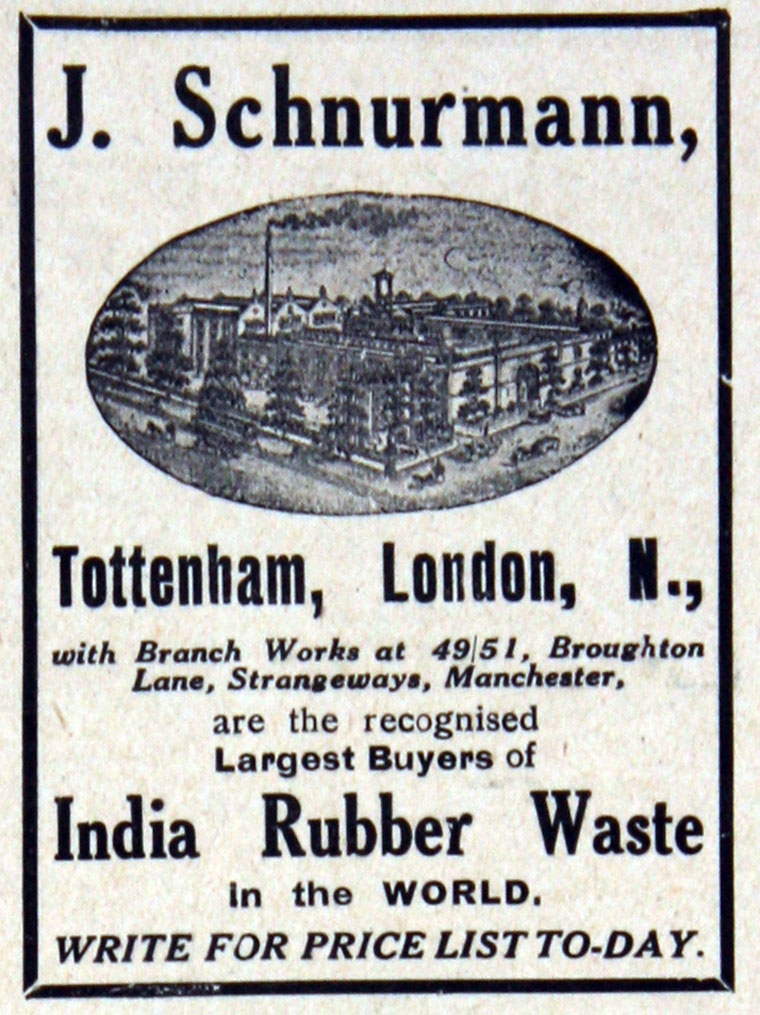 J. Schnurmann,
Tottenham, London, N.,
with Branch Works at 49/51, Broughton
Lane, Strangeways, Manchester,
are the recognised
Largest Buyers of
India Rubber Waste
in the WORLD.
WRITE FOR PRICE LIST TO-DAY.